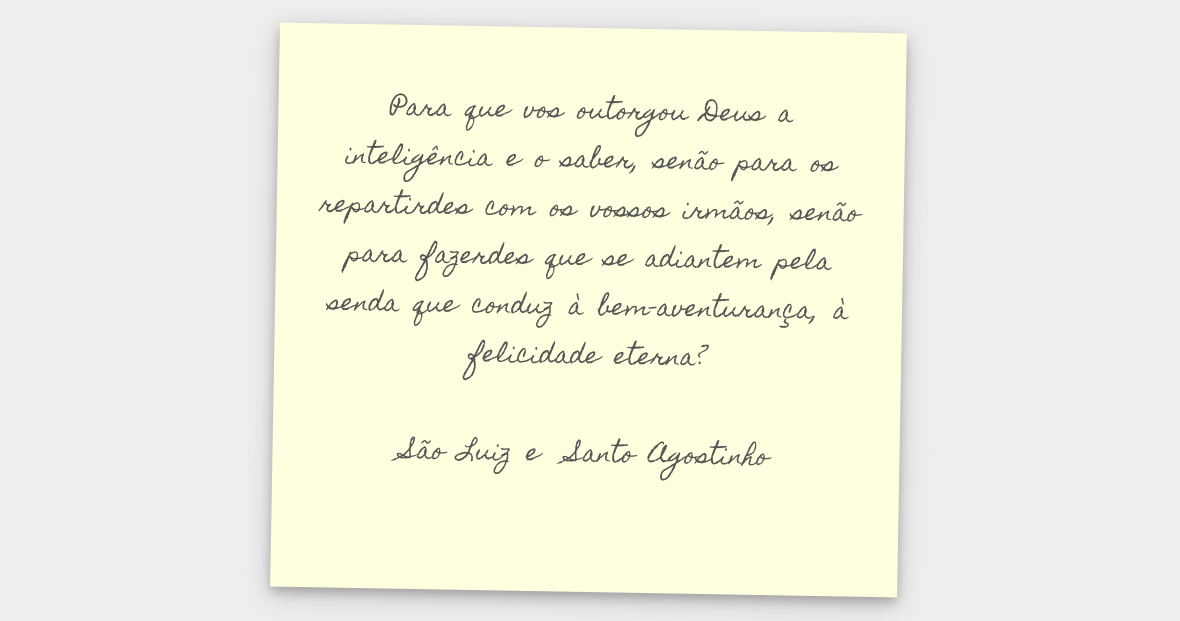 Para que vos outorgou Deus a
inteligência e o saber, senão para os
repartirdes com os vossos irmãos, senão
para fazerdes que se adiantem pela
senda que conduz à bem-aventurança, à
felicidade eterna?
São Luiz e Santo Agostinho